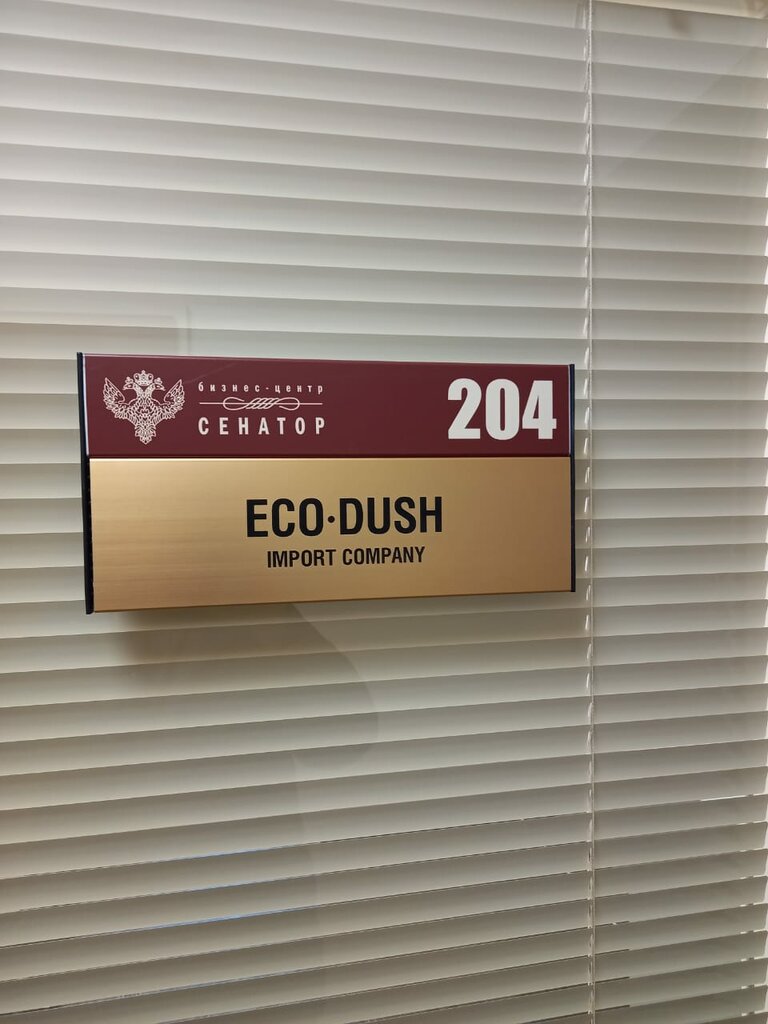 бизнес-центр
СЕНАТОР
204
ECO·DUSH
IMPORT COMPANY